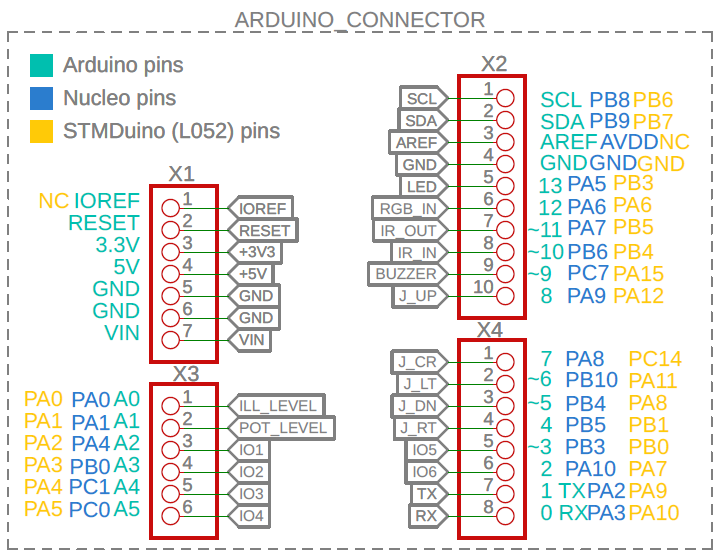 ARDUINO_CONNECTOR
Arduino pins
Nucleo pins
STMDuino (L052) pins
X1
NC IOREF 1 IOREF
RESET 2 RESET
3.3V 3 +3V3
5V 4 +5V
GND 5 GND
GND 6 GND
VIN 7 VIN
X3
PA0 PA0 A0 1 ILL_LEVEL
PA1 PA1 A1 2 POT_LEVEL
PA2 PA4 A2 3 IO1
PA3 PB0 A3 4 IO2
PA4 PC1 A4 5 IO3
PA5 PC0 A5 6 IO4
X2
SCL 1 SCL PB8 PB6
SDA 2 SDA PB9 PB7
AREF 3 AREF AVDD NC
GND 4 GND GND GND
LED 5 13 PA5 PB3
RGB_IN 6 12 PA6 PA6
IR_OUT 7 ~11 PA7 PB5
IR_IN 8 ~10 PB6 PB4
BUZZER 9 ~9 PC7 PA15
J_UP 10 8 PA9 PA12
X4
J_CR 1 7 PA8 PC14
J_LT 2 ~6 PB10 PA11
J_DN 3 ~5 PB4 PA8
J_RT 4 4 PB5 PB1
IO5 5 ~3 PB3 PB0
IO6 6 2 PA10 PA7
TX 7 1 TX PA2 PA9
RX 8 0 RX PA3 PA10